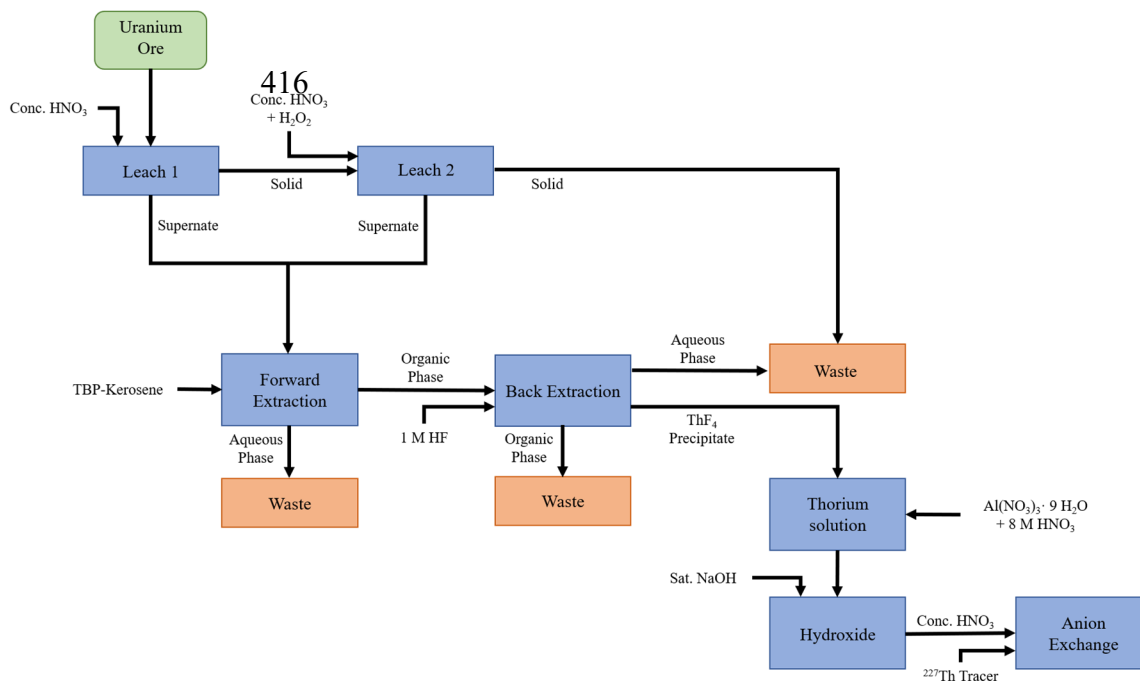 Uranium
Ore
416
Conc. HNO₃
Conc. HNO₃
+ H₂O₂
Leach 1
Solid
Leach 2
Solid
Supernate
Supernate
TBP-Kerosene
Forward
Extraction
Organic
Phase
1 M HF
Back Extraction
Aqueous
Phase
Waste
ThF₄
Precipitate
Aqueous
Phase
Organic
Phase
Waste
Waste
Thorium
solution
Al(NO₃)₃· 9 H₂O
+ 8 M HNO₃
Sat. NaOH
Hydroxide
Conc. HNO₃
²²⁷Th Tracer
Anion
Exchange